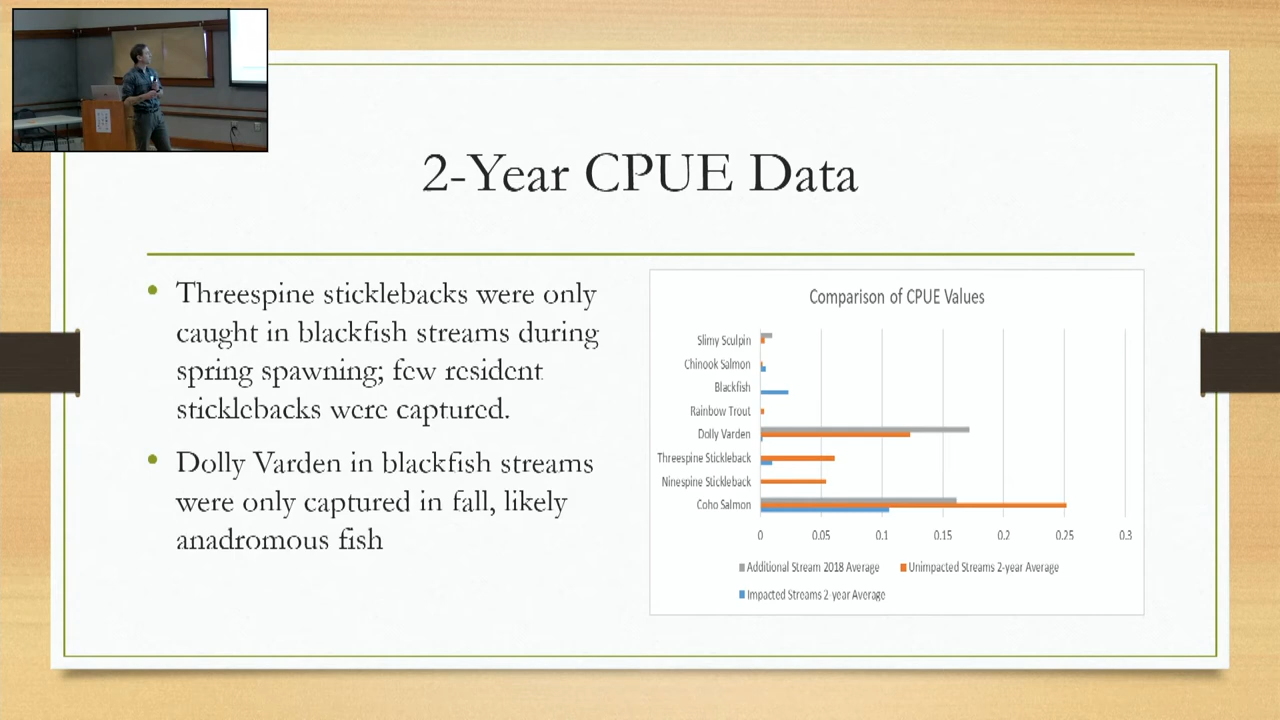 2-Year CPUE Data
• Threespine sticklebacks were only
caught in blackfish streams during
spring spawning; few resident
sticklebacks were captured.
• Dolly Varden in blackfish streams
were only captured in fall, likely
anadromous fish
Comparison of CPUE Values
Slimy Sculpin
Chinook Salmon
Blackfish
Rainbow Trout
Dolly Varden
Threespine Stickleback
Ninespine Stickleback
Coho Salmon
0 0.05 0.1 0.15 0.2 0.25 0.3
Additional Stream 2018 Average Unimpacted Streams 2-year Average
Impacted Streams 2-year Average